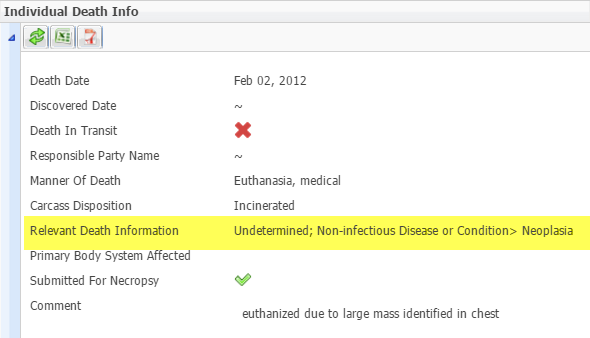 Individual Death Info
Death Date Feb 02, 2012
Discovered Date ~
Death In Transit
Responsible Party Name ~
Manner Of Death Euthanasia, medical
Carcass Disposition Incinerated
Relevant Death Information Undetermined; Non-infectious Disease or Condition> Neoplasia
Primary Body System Affected
Submitted For Necropsy
Comment euthanized due to large mass identified in chest